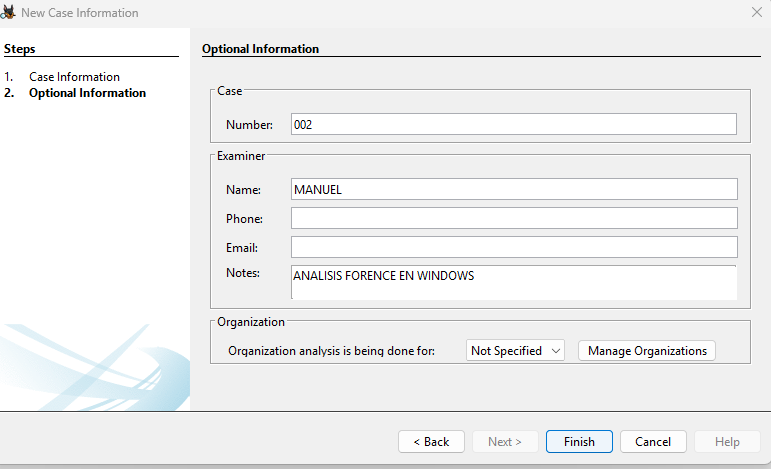 New Case Information
Steps
Optional Information
1. Case Information
2. Optional Information
Case
Number: 002
Examiner
Name: MANUEL
Phone:
Email:
Notes: ANALISIS FORENCE EN WINDOWS
Organization
Organization analysis is being done for: Not Specified Manage Organizations
< Back Next > Finish Cancel Help